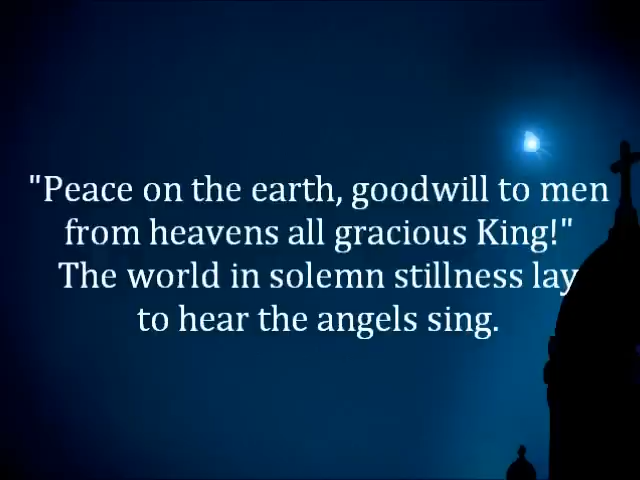 "Peace on the earth, goodwill to men
from heavens all gracious King!"
The world in solemn stillness lay
to hear the angels sing.